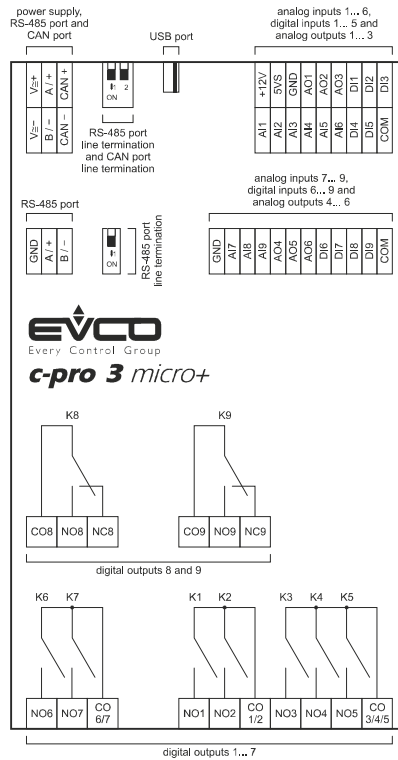 power supply,
RS-485 port and
CAN port
USB port
analog inputs 1... 6,
digital inputs 1... 5 and
analog outputs 1... 3
V≂+ A / + CAN +
V≂− B / − CAN −
1 2
ON
+12V 5VS GND AO1 AO2 AO3 DI1 DI2 DI3
AI1 AI2 AI3 AI4 AI5 AI6 DI4 DI5 COM
RS-485 port
line termination
and CAN port
line termination
analog inputs 7... 9,
digital inputs 6... 9 and
analog outputs 4... 6
RS-485 port
GND A / + B / −
1
ON
RS-485 port
line termination
GND AI7 AI8 AI9 AO4 AO5 AO6 DI6 DI7 DI8 DI9 COM
EVCO
Every Control Group
c-pro 3 micro+
K8 K9
CO8 NO8 NC8 CO9 NO9 NC9
digital outputs 8 and 9
K6 K7 K1 K2 K3 K4 K5
NO6 NO7 CO 6/7 NO1 NO2 CO 1/2 NO3 NO4 NO5 CO 3/4/5
digital outputs 1... 7